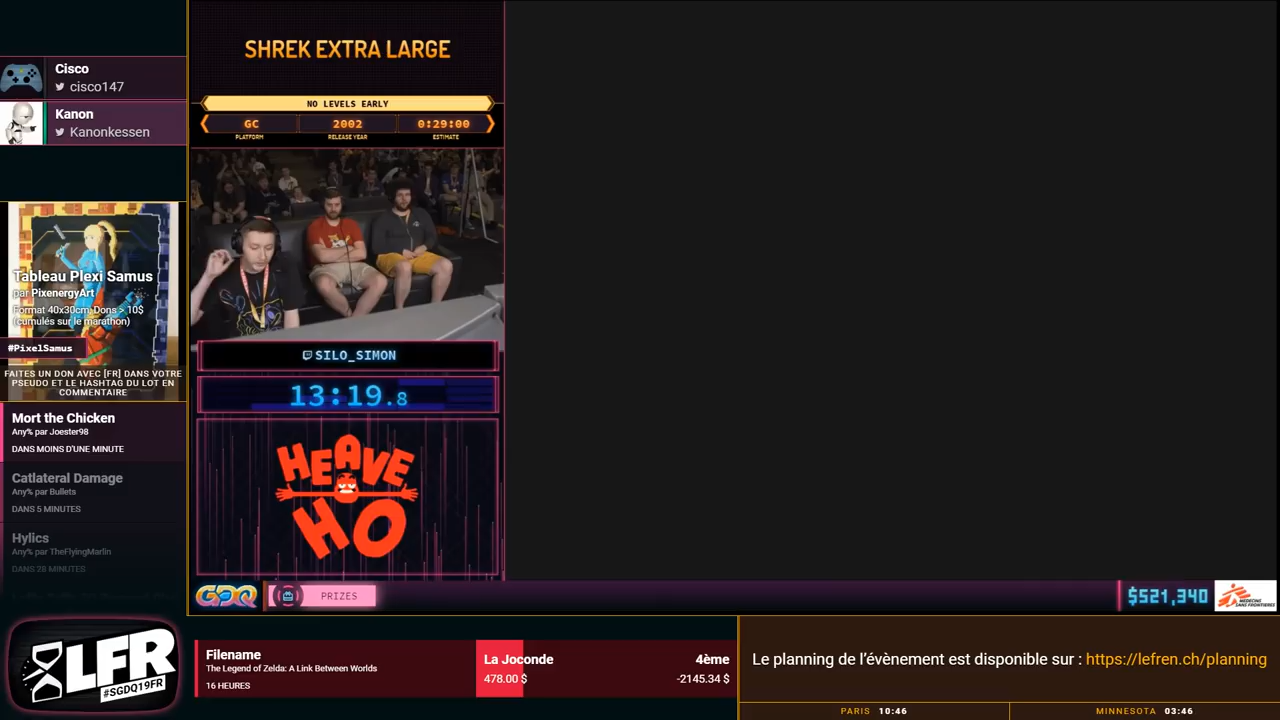 SHREK EXTRA LARGE
NO LEVELS EARLY
GC
2002
0:29:00
PLATFORM
RELEASE YEAR
ESTIMATE
Cisco
cisco147
Kanon
Kanonkessen
Tableau Plexi Samus
par PixenergyArt
Format 40x30cm Dons > 10$
(cumulés sur le marathon)
#PixelSamus
FAITES UN DON AVEC [FR] DANS VOTRE
PSEUDO ET LE HASHTAG DU LOT EN
COMMENTAIRE
Mort the Chicken
Any% par Joester98
DANS MOINS D'UNE MINUTE
Catlateral Damage
Any% par Bullets
DANS 5 MINUTES
Hylics
Any% par TheFlyingMarlin
DANS 28 MINUTES
SILO_SIMON
13:19.8
HEAVE
HO
GDQ
PRIZES
$521,340
MEDECINS
SANS FRONTIERES
LFR
#SGDQ19FR
Filename
The Legend of Zelda: A Link Between Worlds
16 HEURES
La Joconde
4ème
478.00 $
-2145.34 $
Le planning de l'évènement est disponible sur : https://lefren.ch/planning
PARIS 10:46
MINNESOTA 03:46